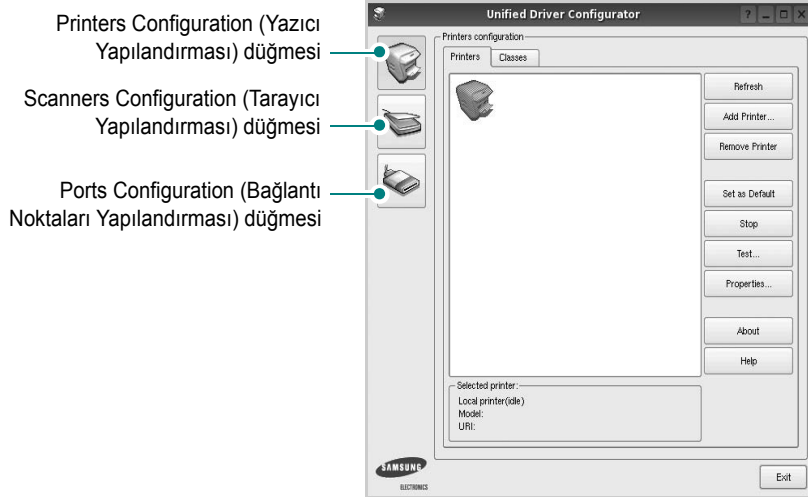 Printers Configuration (Yazıcı
Yapılandırması) düğmesi
Scanners Configuration (Tarayıcı
Yapılandırması) düğmesi
Ports Configuration (Bağlantı
Noktaları Yapılandırması) düğmesi
Unified Driver Configurator
Printers configuration
Printers
Classes
Refresh
Add Printer...
Remove Printer
Set as Default
Stop
Test...
Properties...
About
Help
Selected printer:
Local printer(idle)
Model:
URI:
SAMSUNG
ELECTRONICS
Exit